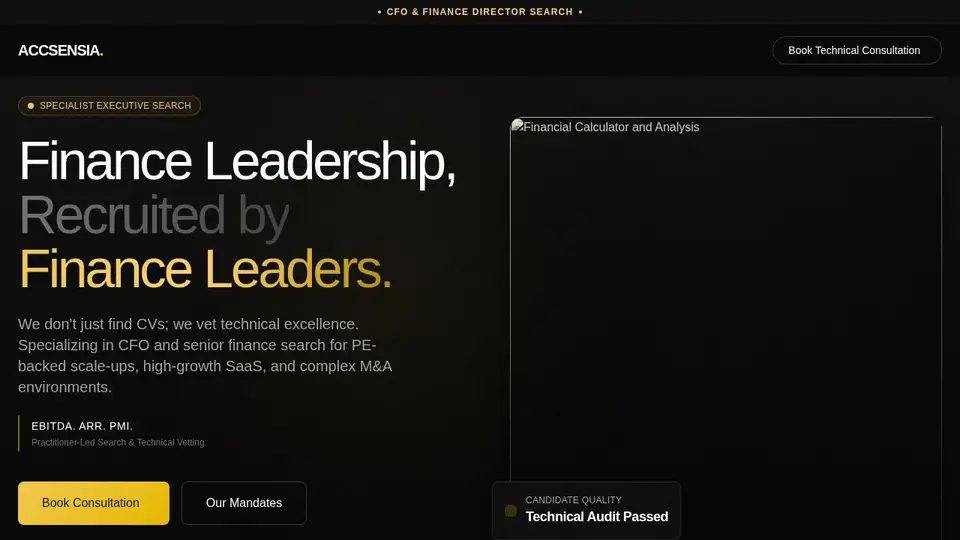 • CFO & FINANCE DIRECTOR SEARCH •
ACCSENSIA.
Book Technical Consultation
SPECIALIST EXECUTIVE SEARCH
Financial Calculator and Analysis
Finance Leadership,
Recruited by
Finance Leaders.
We don't just find CVs; we vet technical excellence.
Specializing in CFO and senior finance search for PE-
backed scale-ups, high-growth SaaS, and complex M&A
environments.
EBITDA. ARR. PMI.
Practitioner-Led Search & Technical Vetting.
Book Consultation
Our Mandates
CANDIDATE QUALITY
Technical Audit Passed